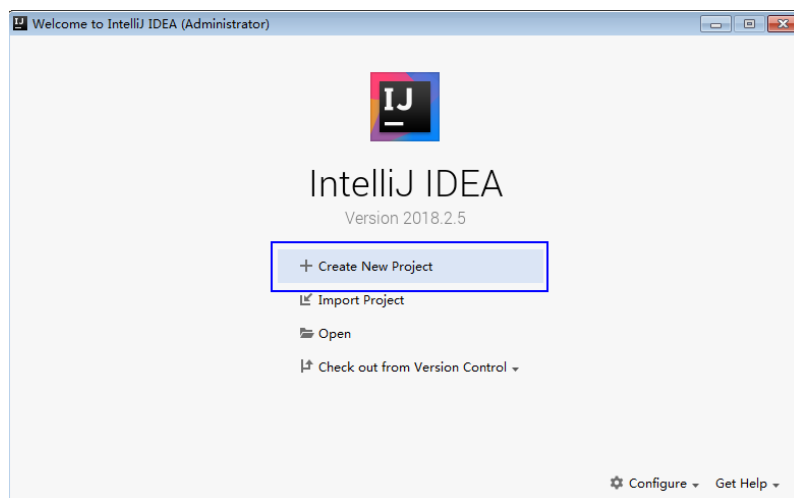 Welcome to IntelliJ IDEA (Administrator)
IJ
IntelliJ IDEA
Version 2018.2.5
Create New Project
Import Project
Open
Check out from Version Control
Configure Get Help